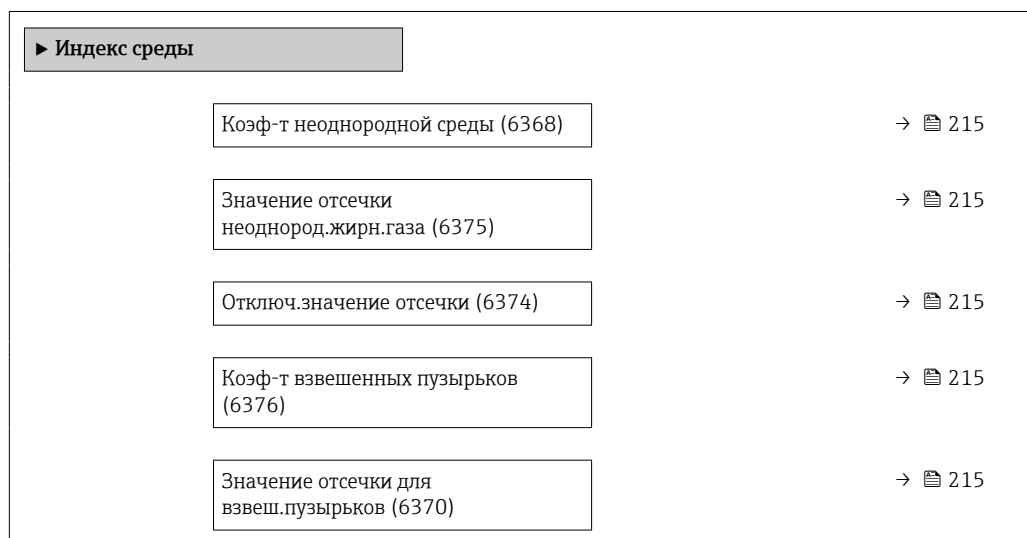 ▶ Индекс среды
Коэф-т неоднородной среды (6368) → 🖺 215
Значение отсечки → 🖺 215
неоднород.жирн.газа (6375)
Отключ.значение отсечки (6374) → 🖺 215
Коэф-т взвешенных пузырьков → 🖺 215
(6376)
Значение отсечки для → 🖺 215
взвеш.пузырьков (6370)